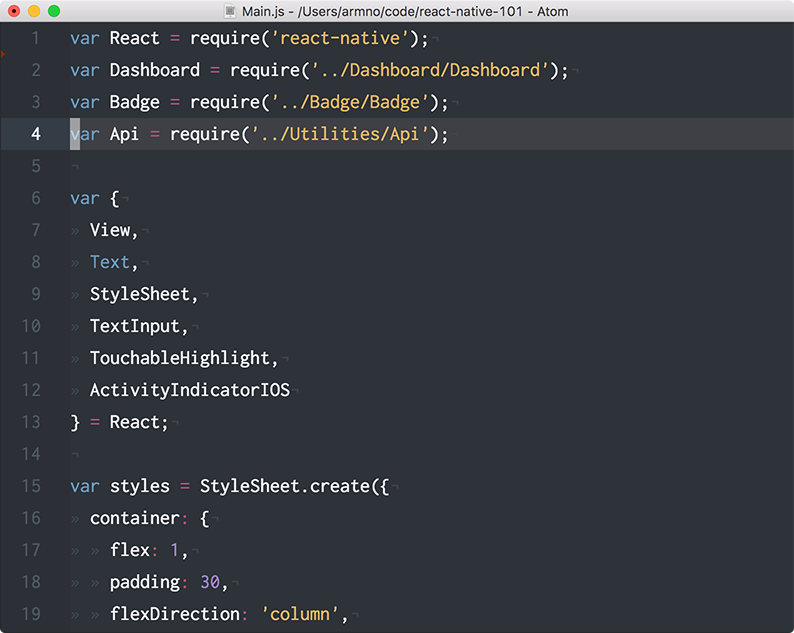 Main.js - /Users/armno/code/react-native-101 - Atom
1 var React = require('react-native');¬
2 var Dashboard = require('../Dashboard/Dashboard');¬
3 var Badge = require('../Badge/Badge');¬
4 var Api = require('../Utilities/Api');¬
5 ¬
6 var {¬
7 » View,¬
8 » Text,¬
9 » StyleSheet,¬
10 » TextInput,¬
11 » TouchableHighlight,¬
12 » ActivityIndicatorIOS¬
13 } = React;¬
14 ¬
15 var styles = StyleSheet.create({¬
16 » container: {¬
17 » » flex: 1,¬
18 » » padding: 30,¬
19 » » flexDirection: 'column',¬